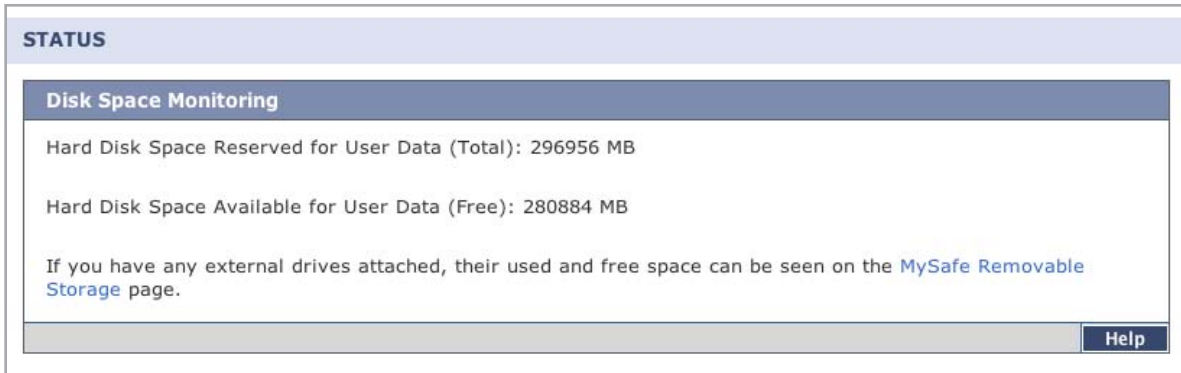 STATUS
Disk Space Monitoring
Hard Disk Space Reserved for User Data (Total): 296956 MB
Hard Disk Space Available for User Data (Free): 280884 MB
If you have any external drives attached, their used and free space can be seen on the MySafe Removable
Storage page.
Help